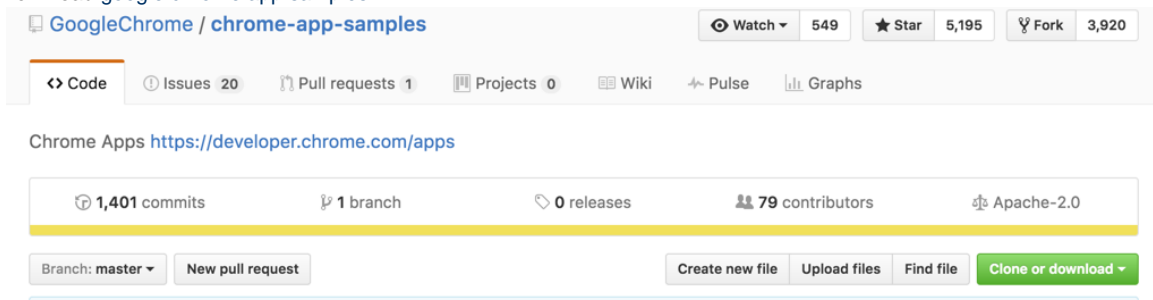 GoogleChrome / chrome-app-samples Watch 549 Star 5,195 Fork 3,920
Code Issues 20 Pull requests 1 Projects 0 Wiki Pulse Graphs
Chrome Apps https://developer.chrome.com/apps
1,401 commits 1 branch 0 releases 79 contributors Apache-2.0
Branch: master New pull request Create new file Upload files Find file Clone or download